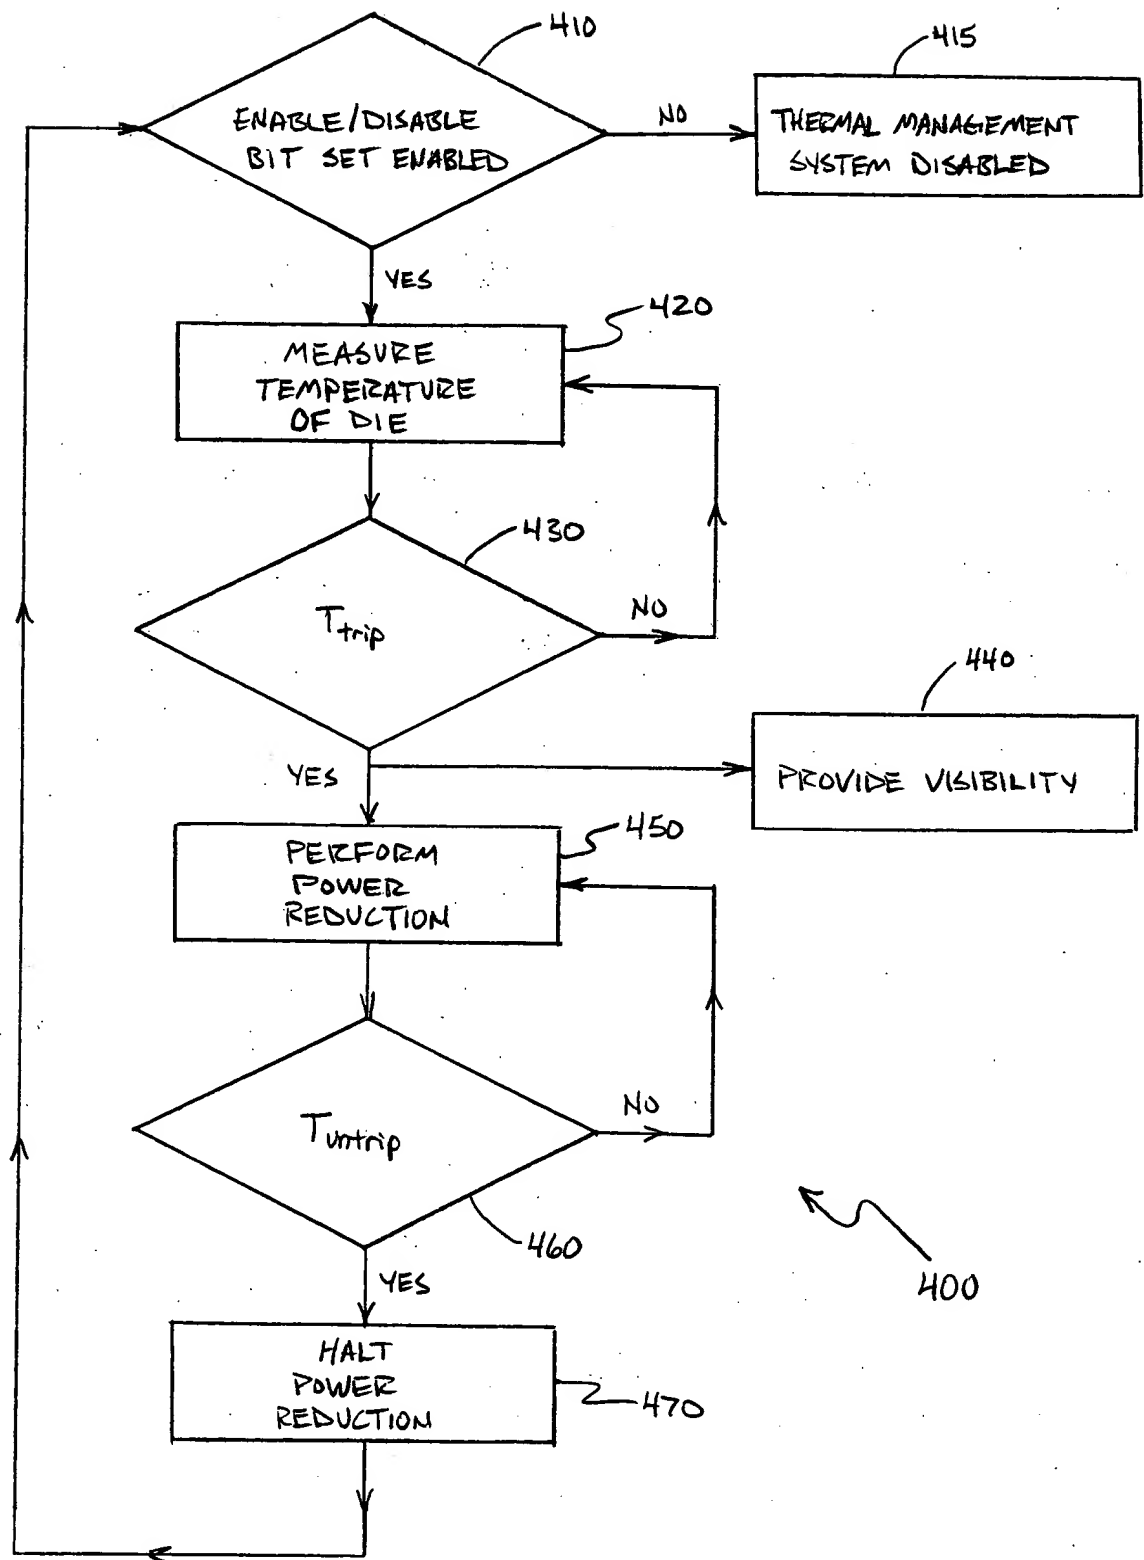 410
415
ENABLE/DISABLE
BIT SET ENABLED
NO
THERMAL MANAGEMENT
SYSTEM DISABLED
YES
420
MEASURE
TEMPERATURE
OF DIE
430
Ttrip
NO
440
YES
PROVIDE VISIBILITY
450
PERFORM
POWER
REDUCTION
Tuntrip
NO
460
YES
400
HALT
POWER
REDUCTION
470